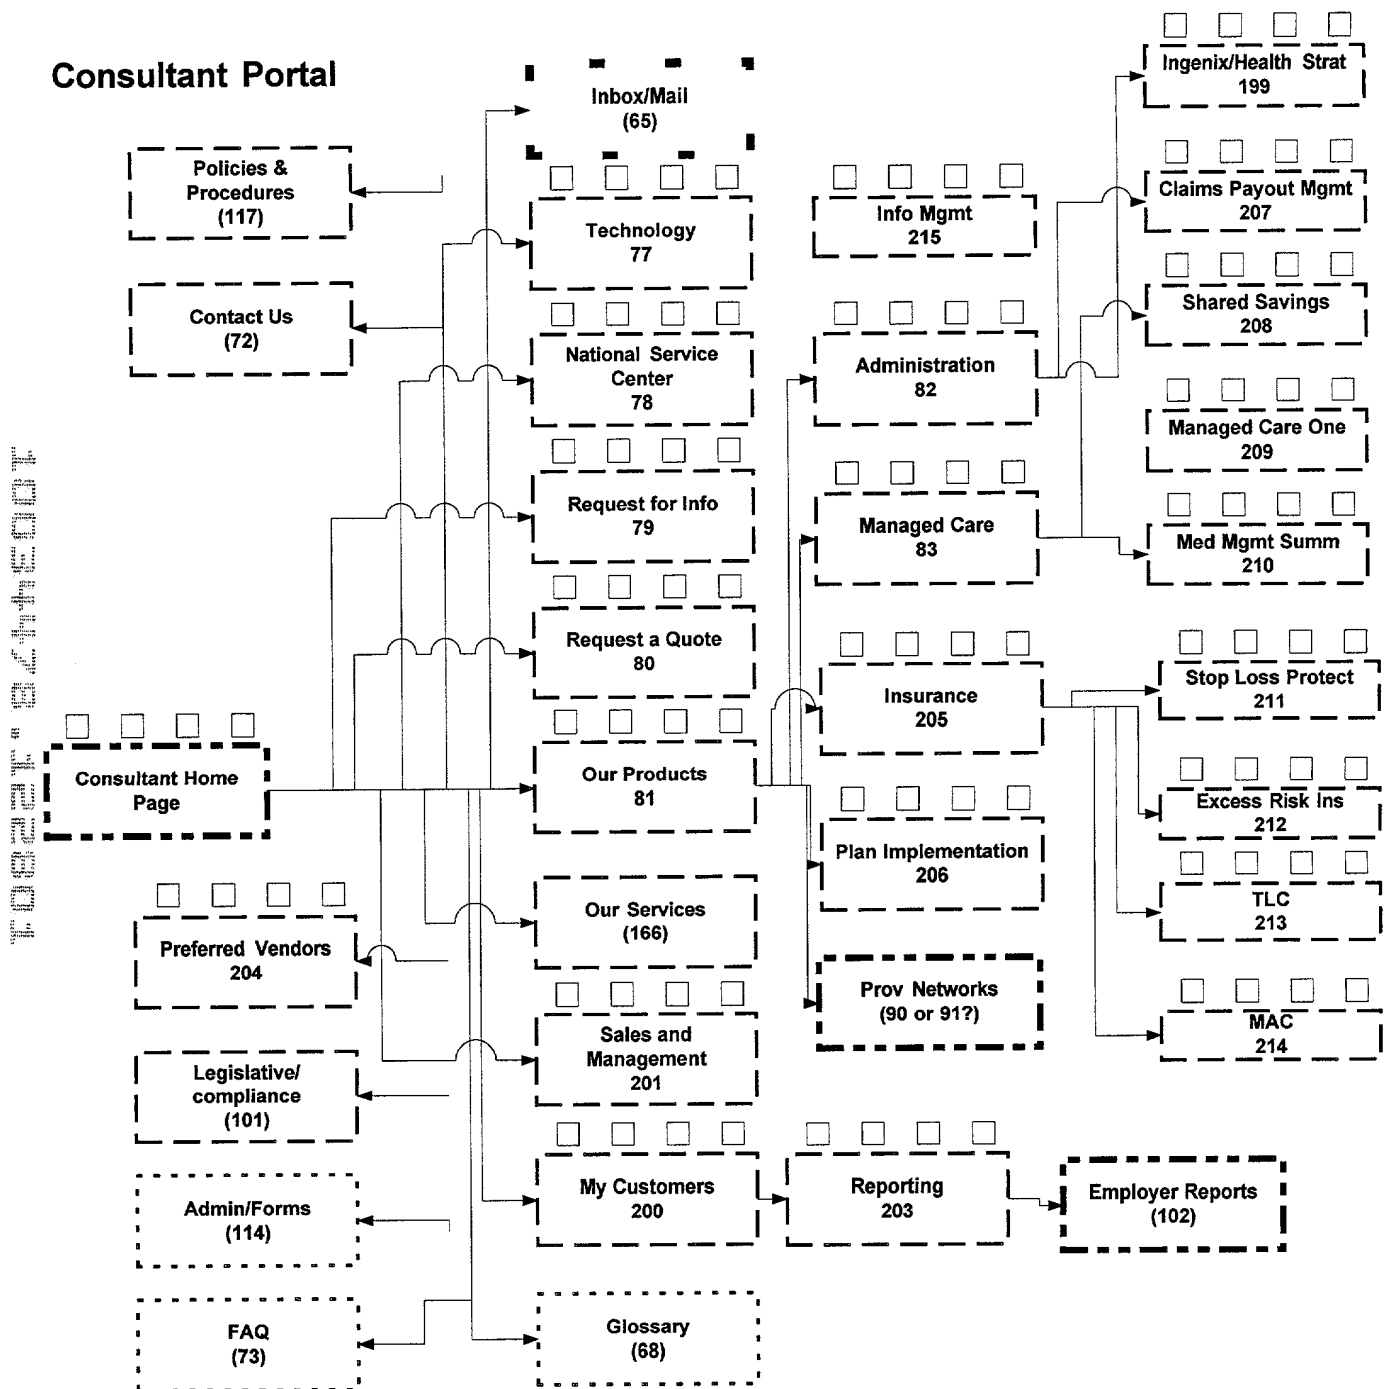 Consultant Portal
Inbox/Mail
(65)
Policies &
Procedures
(117)
Technology
77
Contact Us
(72)
National Service
Center
78
Request for Info
79
Request a Quote
80
Consultant Home
Page
Our Products
81
Our Services
(166)
Preferred Vendors
204
Sales and
Management
201
Legislative/
compliance
(101)
My Customers
200
Admin/Forms
(114)
FAQ
(73)
Glossary
(68)
Info Mgmt
215
Administration
82
Managed Care
83
Insurance
205
Plan Implementation
206
Prov Networks
(90 or 91?)
Reporting
203
Employer Reports
(102)
Ingenix/Health Strat
199
Claims Payout Mgmt
207
Shared Savings
208
Managed Care One
209
Med Mgmt Summ
210
Stop Loss Protect
211
Excess Risk Ins
212
TLC
213
MAC
214